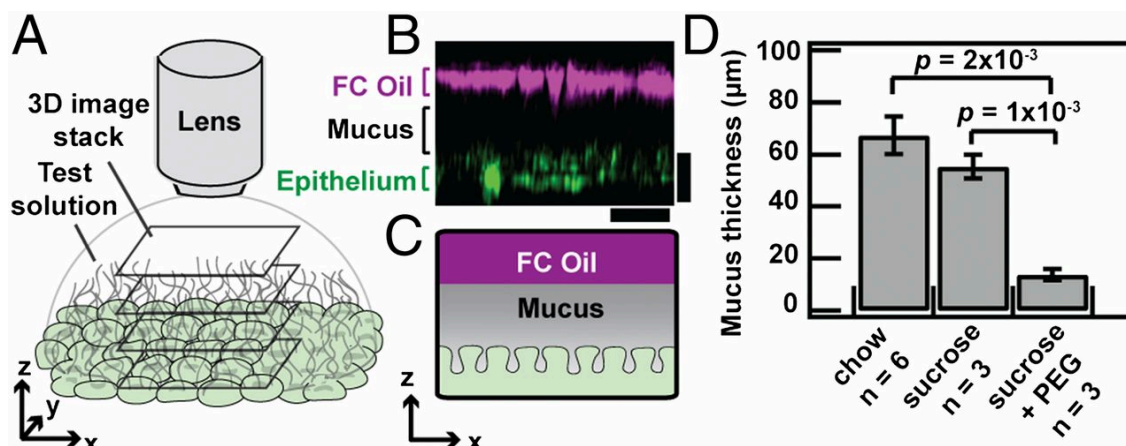 A
3D image
stack
Test
solution
Lens
z
y
x
B
FC Oil
Mucus
Epithelium
C
FC Oil
Mucus
z
x
D
Mucus thickness (μm)
100
80
60
40
20
0
p = 2x10⁻³
p = 1x10⁻³
chow
n = 6
sucrose
n = 3
sucrose
+ PEG
n = 3